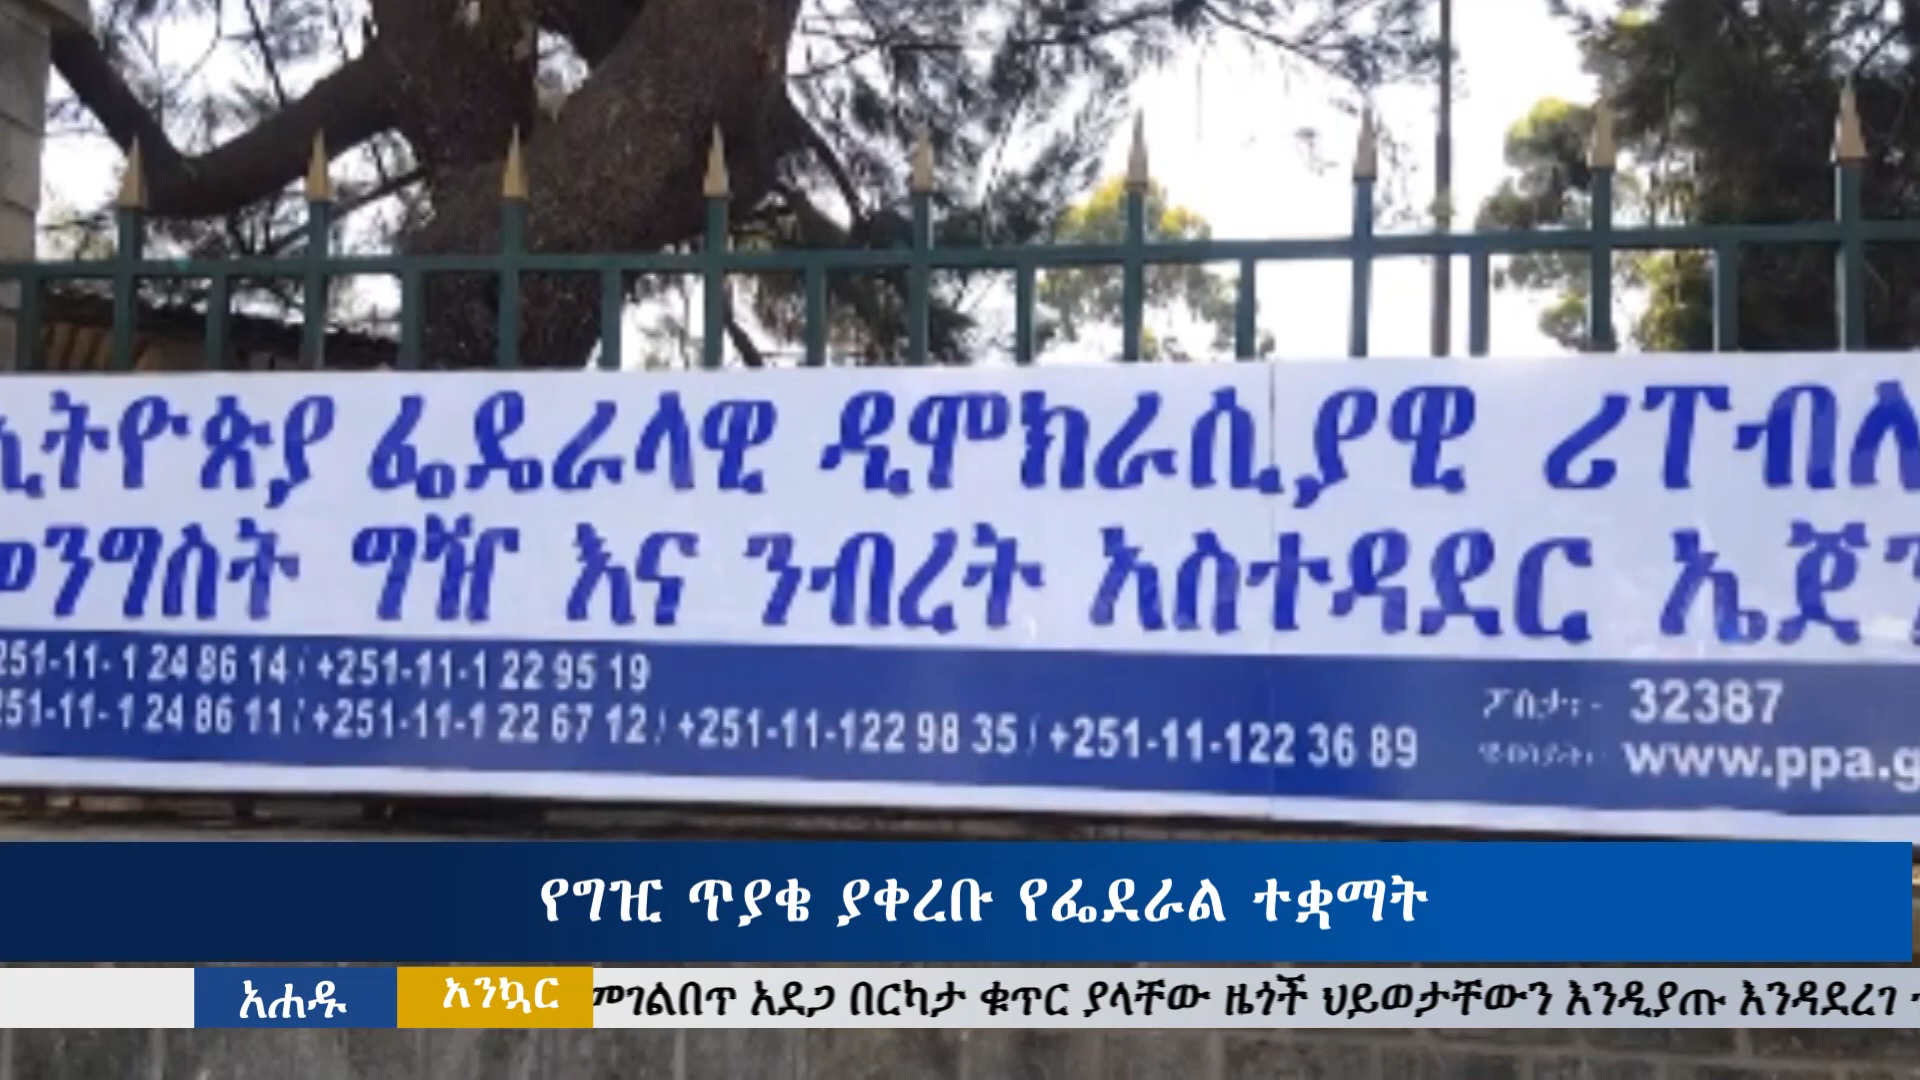 ኢትዮጵያ ፌዴራላዊ ዲሞክራሲያዊ ሪፐብሊ
መንግስት ግዥ እና ንብረት አስተዳደር ኤጀን
251-11-1 24 86 14 / +251-11-1 22 95 19
251-11-1 24 86 11 / +251-11-1 22 67 12 / +251-11-122 98 35 / +251-11-122 36 89
ፖስታ፡- 32387
www.ppa.g
የግዢ ጥያቄ ያቀረቡ የፌደራል ተቋማት
አሐዱ አንኳር መገልበጥ አደጋ በርካታ ቁጥር ያላቸው ዜጎች ህይወታቸውን እንዲያጡ እንዳደረገ